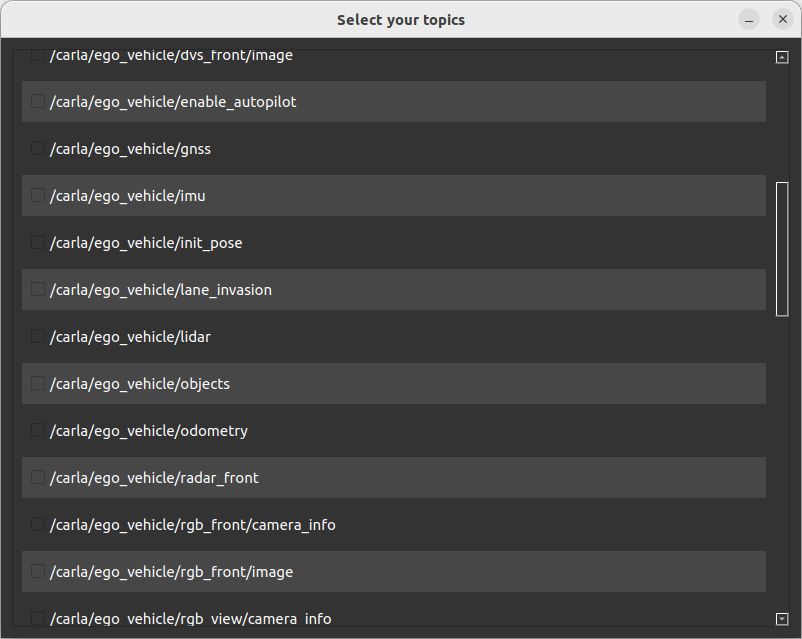 Select your topics
/carla/ego_vehicle/dvs_front/image
/carla/ego_vehicle/enable_autopilot
/carla/ego_vehicle/gnss
/carla/ego_vehicle/imu
/carla/ego_vehicle/init_pose
/carla/ego_vehicle/lane_invasion
/carla/ego_vehicle/lidar
/carla/ego_vehicle/objects
/carla/ego_vehicle/odometry
/carla/ego_vehicle/radar_front
/carla/ego_vehicle/rgb_front/camera_info
/carla/ego_vehicle/rgb_front/image
/carla/ego_vehicle/rgb_view/camera_info